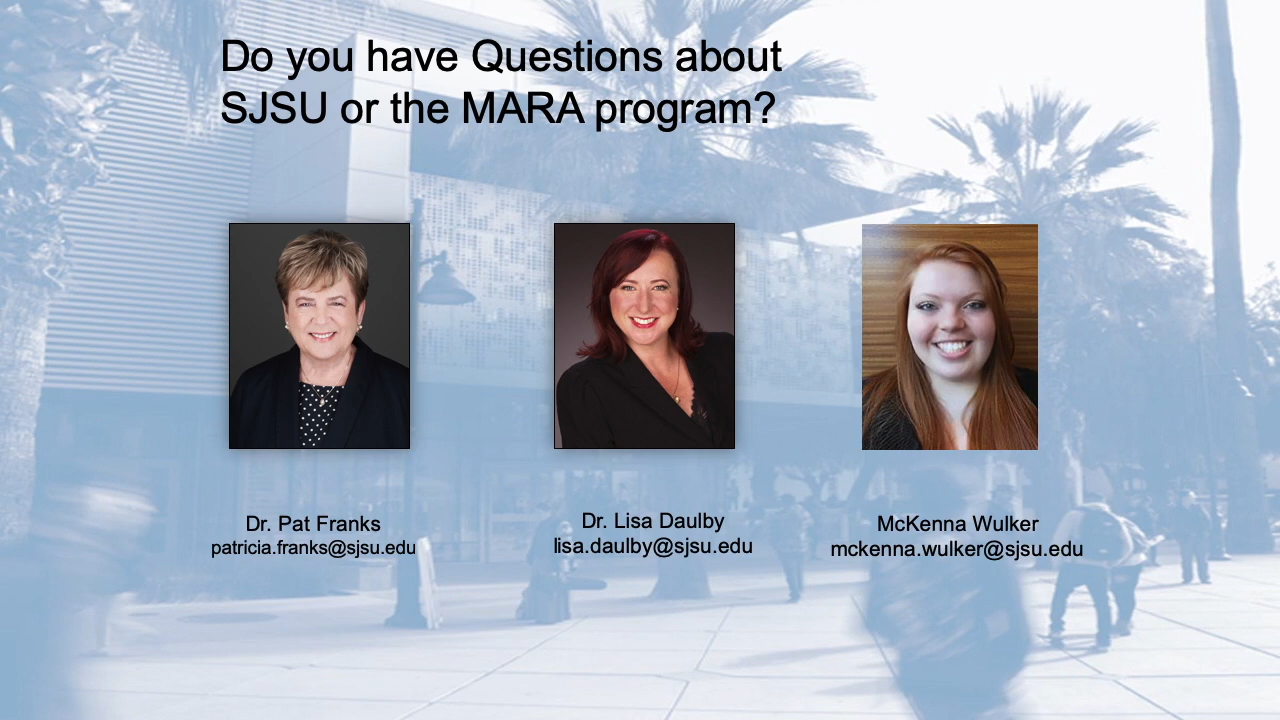 Do you have Questions about
SJSU or the MARA program?
Dr. Pat Franks
patricia.franks@sjsu.edu
Dr. Lisa Daulby
lisa.daulby@sjsu.edu
McKenna Wulker
mckenna.wulker@sjsu.edu